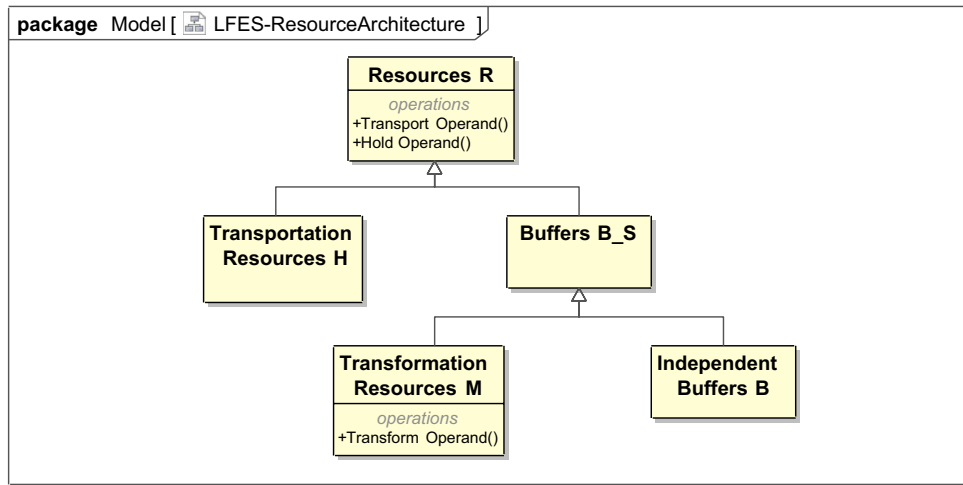 package Model [ LFES-ResourceArchitecture ]
Resources R
operations
+Transport Operand()
+Hold Operand()
Transportation
Resources H
Buffers B_S
Transformation
Resources M
operations
+Transform Operand()
Independent
Buffers B